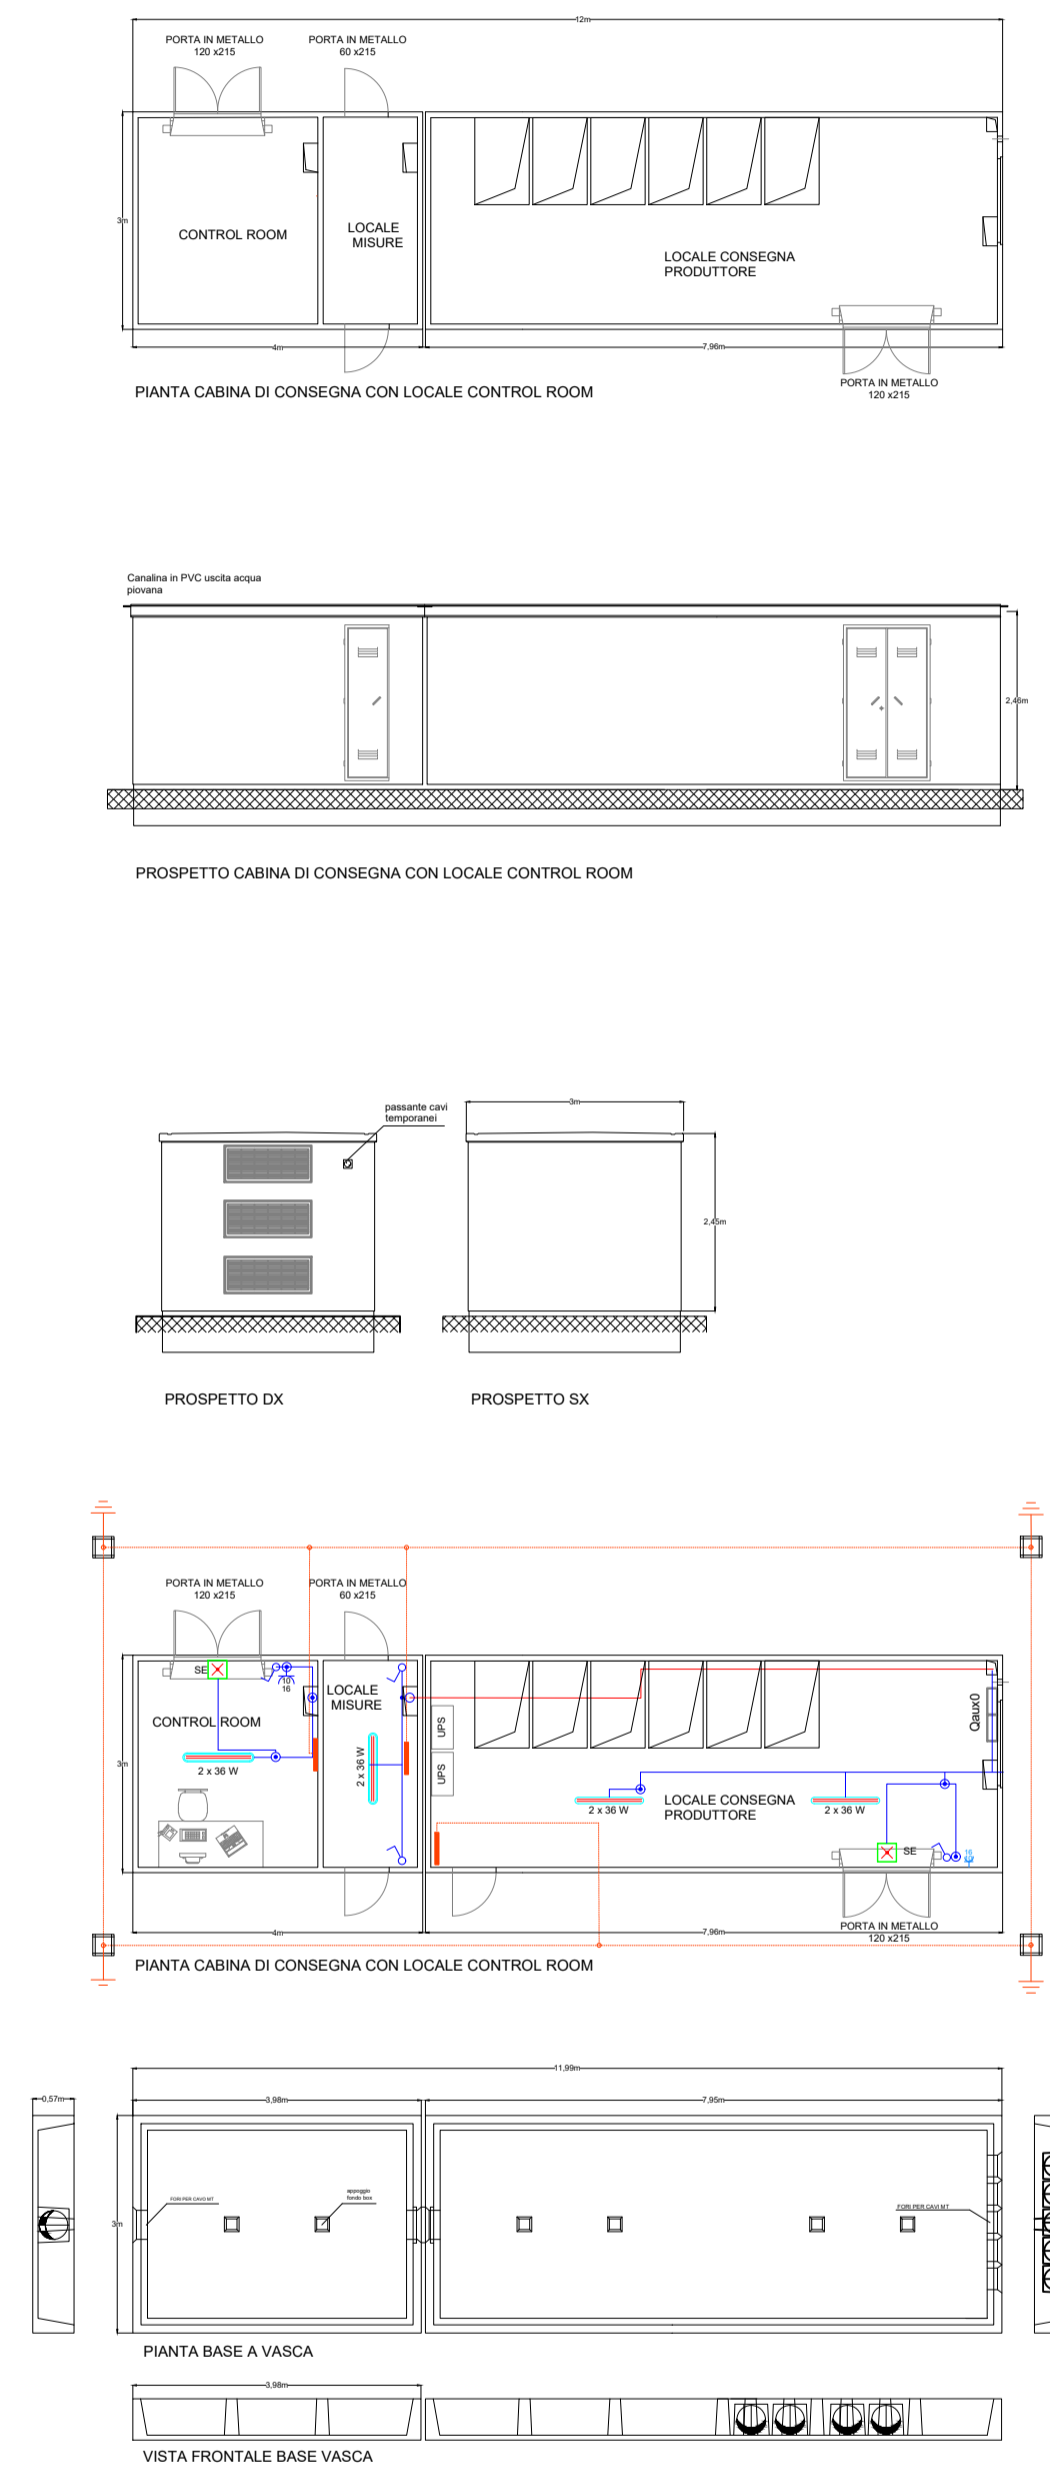 12m
PORTA IN METALLO
120 x215
PORTA IN METALLO
60 x215
3m
CONTROL ROOM
LOCALE
MISURE
LOCALE CONSEGNA
PRODUTTORE
4m
7,96m
PORTA IN METALLO
120 x215
PIANTA CABINA DI CONSEGNA CON LOCALE CONTROL ROOM
Canalina in PVC uscita acqua
piovana
2,46m
PROSPETTO CABINA DI CONSEGNA CON LOCALE CONTROL ROOM
passante cavi
temporanei
3m
2,45m
PROSPETTO DX
PROSPETTO SX
PORTA IN METALLO
120 x215
PORTA IN METALLO
60 x215
SE
10
16
LOCALE
MISURE
CONTROL ROOM
UPS
UPS
Qaux0
3m
2 x 36 W
2 x 36 W
2 x 36 W
LOCALE CONSEGNA
PRODUTTORE
2 x 36 W
SE
16
4m
7,96m
PORTA IN METALLO
120 x215
PIANTA CABINA DI CONSEGNA CON LOCALE CONTROL ROOM
11,99m
0,57m
3,98m
7,95m
FORI PER CAVO MT
appoggio
fondo box
FORI PER CAVI MT
3m
PIANTA BASE A VASCA
3,98m
VISTA FRONTALE BASE VASCA